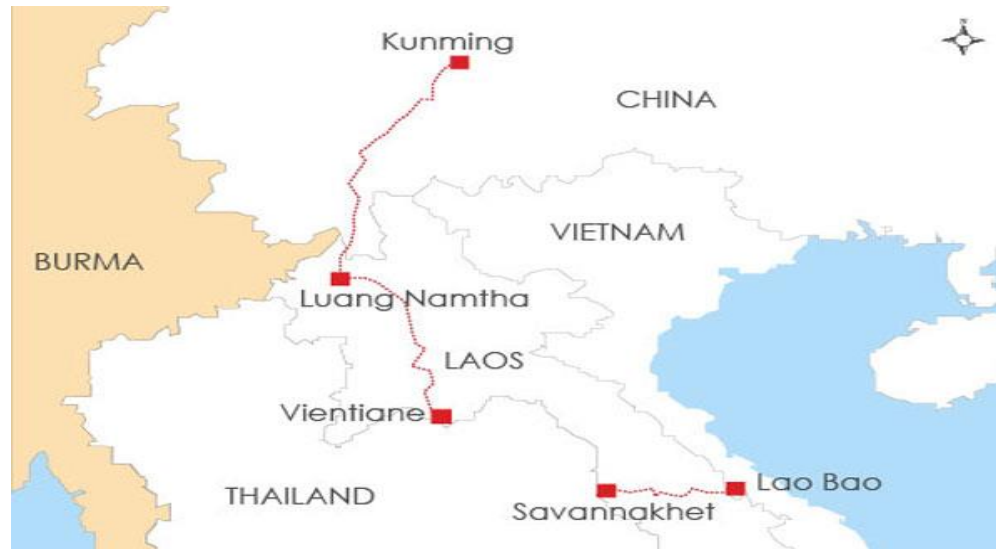 N
Kunming
CHINA
VIETNAM
BURMA
Luang Namtha
LAOS
Vientiane
Lao Bao
THAILAND
Savannakhet